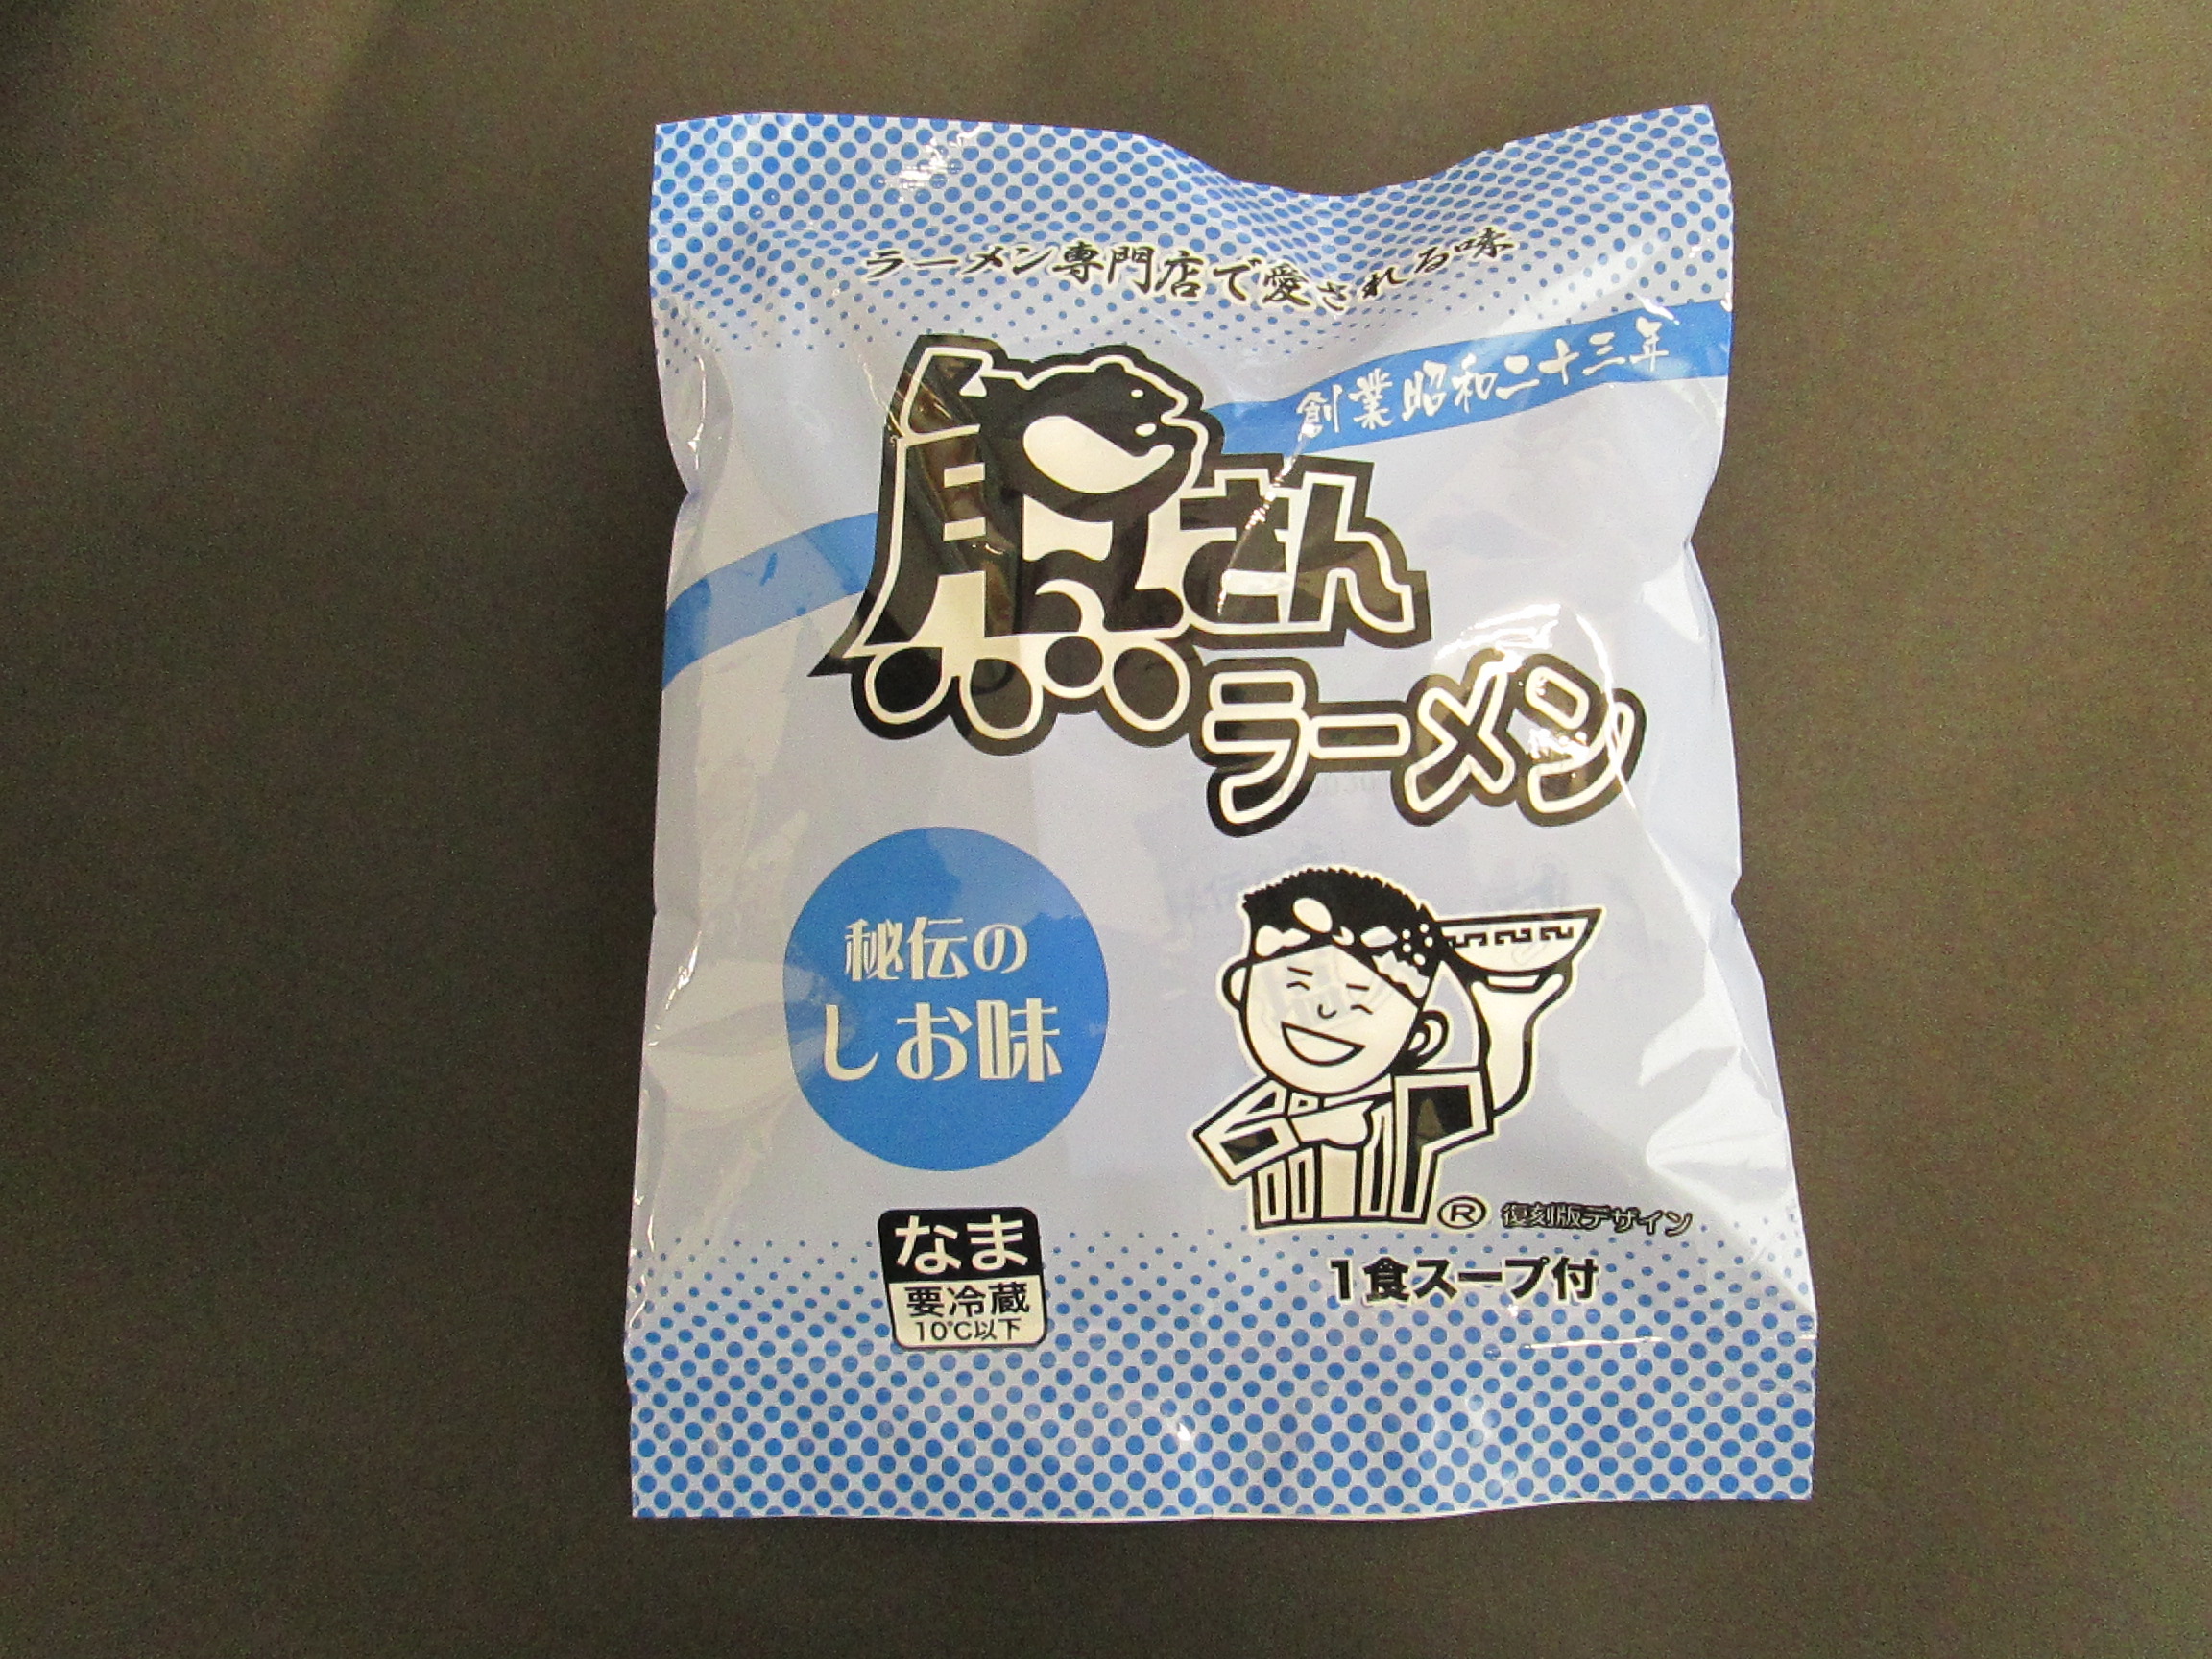 ラーメン専門店で愛される味
創業昭和二十三年
熊さん
ラーメン
秘伝の
しお味
® 復刻版デザイン
1食スープ付
なま
要冷蔵
10℃以下